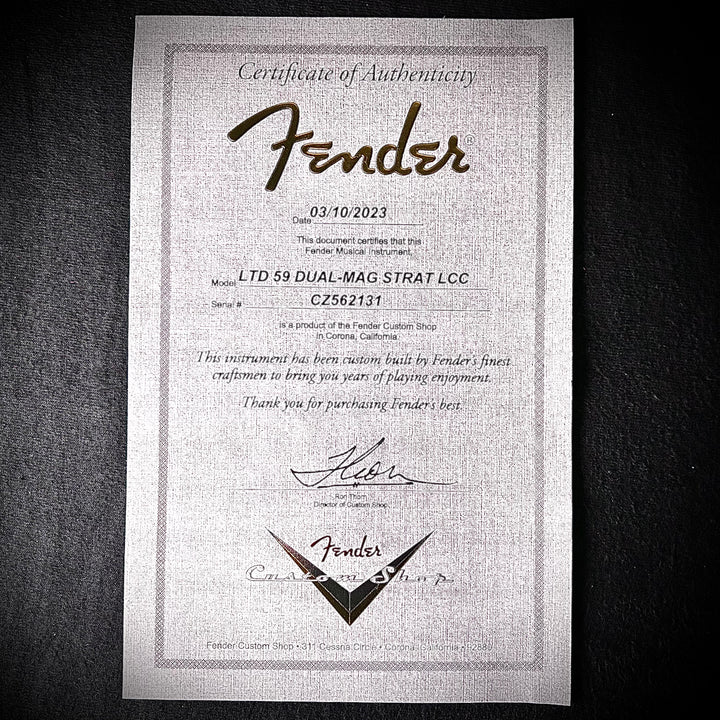 Certificate of Authenticity
Fender®
Date 03/10/2023
This document certifies that this
Fender Musical Instrument,
Model LTD 59 DUAL-MAG STRAT LCC
Serial # CZ562131
is a product of the Fender Custom Shop
in Corona, California.
This instrument has been custom built by Fender's finest
craftsmen to bring you years of playing enjoyment.
Thank you for purchasing Fender's best.
Ron Thorn
Director of Custom Shop
Fender
Custom Shop
Fender Custom Shop • 311 Cessna Circle • Corona, California • 92880